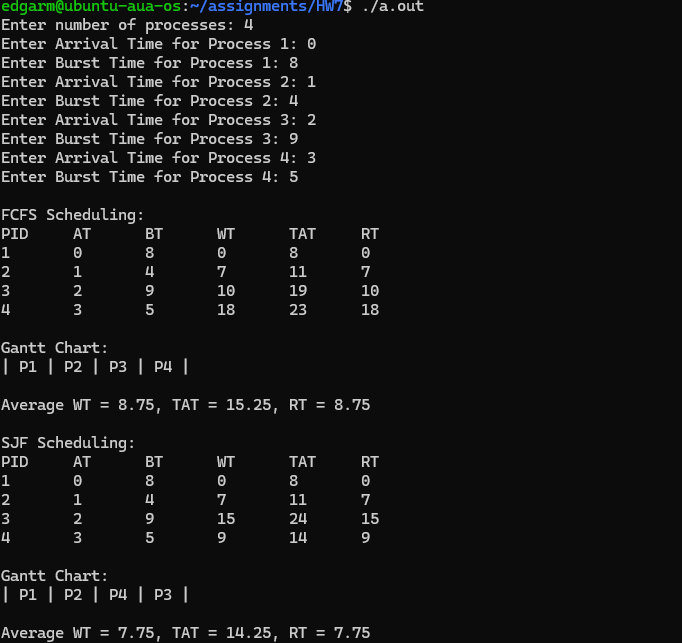 edgarm@ubuntu-aua-os:~/assignments/HW7$ ./a.out
Enter number of processes: 4
Enter Arrival Time for Process 1: 0
Enter Burst Time for Process 1: 8
Enter Arrival Time for Process 2: 1
Enter Burst Time for Process 2: 4
Enter Arrival Time for Process 3: 2
Enter Burst Time for Process 3: 9
Enter Arrival Time for Process 4: 3
Enter Burst Time for Process 4: 5

FCFS Scheduling:
PID     AT      BT      WT      TAT     RT
1       0       8       0       8       0
2       1       4       7       11      7
3       2       9       10      19      10
4       3       5       18      23      18

Gantt Chart:
| P1 | P2 | P3 | P4 |

Average WT = 8.75, TAT = 15.25, RT = 8.75

SJF Scheduling:
PID     AT      BT      WT      TAT     RT
1       0       8       0       8       0
2       1       4       7       11      7
3       2       9       15      24      15
4       3       5       9       14      9

Gantt Chart:
| P1 | P2 | P4 | P3 |

Average WT = 7.75, TAT = 14.25, RT = 7.75